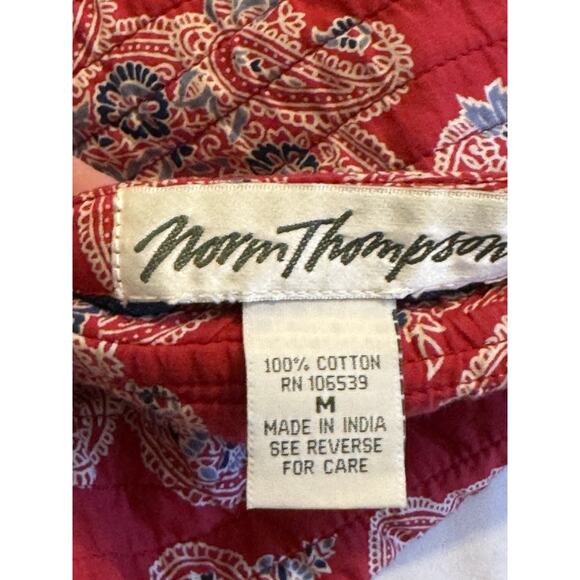 Norm Thompson
100% COTTON
RN 106539
M
MADE IN INDIA
SEE REVERSE
FOR CARE